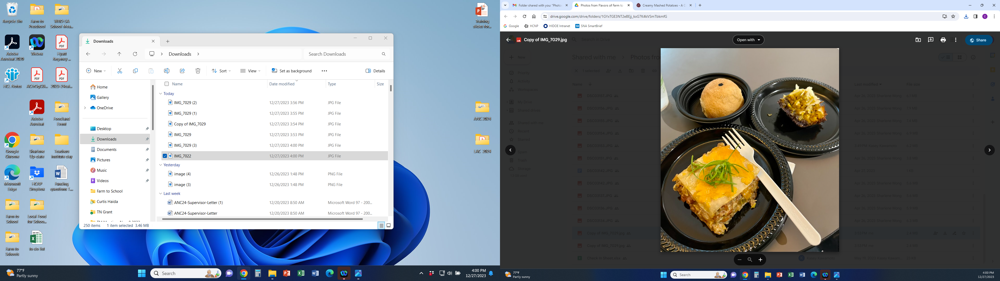 Recycle Bin
Farm to
Preschool
WRO-SA
School Mea...
Adobe
Acrobat 2020
Webex
Hyatt
Regency ...
HCL Notes
ACFrOgC8l...
2023-24cal...
Adobe
Acrobat
Foodland
Event
Google
Chrome
Sharlene
Up-date
Teachers
Institute day
Microsoft
Edge
HCNP
Dropbox
Funding
questions T...
Farm to
School
Local Food
for Schoo...
Farm to
Schools
to do list
Training
slides for...
ANC 2024
LAC 2024
Downloads
Downloads
Search Downloads
New
Sort
View
Set as background
Details
Home
Gallery
OneDrive
Desktop
Downloads
Documents
Pictures
Music
Videos
Farm to School
Curtis Haida
TN Grant
Name Date modified Type Size
Today
IMG_7029 (2) 12/27/2023 3:56 PM JPG File
IMG_7029 (1) 12/27/2023 3:55 PM JPG File
Copy of IMG_7029 12/27/2023 3:54 PM JPG File
IMG_7029 12/27/2023 3:53 PM JPG File
IMG_7029 (3) 12/27/2023 4:00 PM JPG File
IMG_7022 12/27/2023 4:00 PM JPG File
Yesterday
image (4) 12/26/2023 1:48 PM PNG File
image (3) 12/26/2023 1:48 PM PNG File
Last week
ANC24-Supervisor-Letter (1) 12/20/2023 8:50 AM Microsoft Word 97 - 200...
ANC24-Supervisor-Letter 12/20/2023 8:50 AM Microsoft Word 97 - 200...
250 items 1 item selected 3.46 MB
77°F
Partly sunny
Search
4:00 PM
12/27/2023
Folder shared with you: "Photo
Photos from Flavors of Farm to
Creamy Mashed Potatoes - A C
drive.google.com/drive/folders/1GYxTGE3NT2eBEjj_kxG7K4kVSmTbkmfG
Google
HCNP
HIDOE Intranet
SNA SmartBrief
Copy of IMG_7029.jpg
Search in Drive
Open with
Share
New
Shared with me
Photos fro
1 selected
Priority
Activity
Workspaces
My Drive
Shared drives
Shared with me
Recent
Starred
Spam
Trash
Storage
Name
Last modified
File size
Copy of IMG_7029.jpg
Copy of IMG_7029.jpg
Check In Sheet.xlsx
77°F
Partly sunny
Search
4:00 PM
12/27/2023